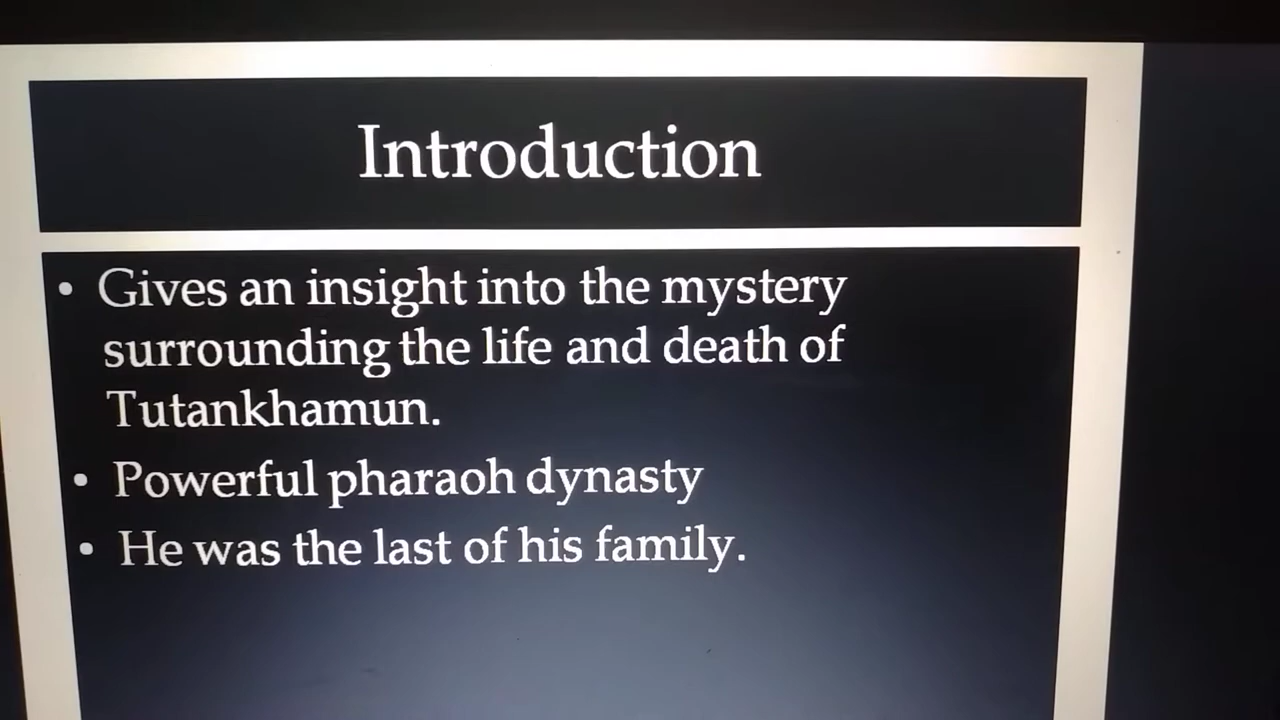 Introduction
• Gives an insight into the mystery
surrounding the life and death of
Tutankhamun.
• Powerful pharaoh dynasty
• He was the last of his family.